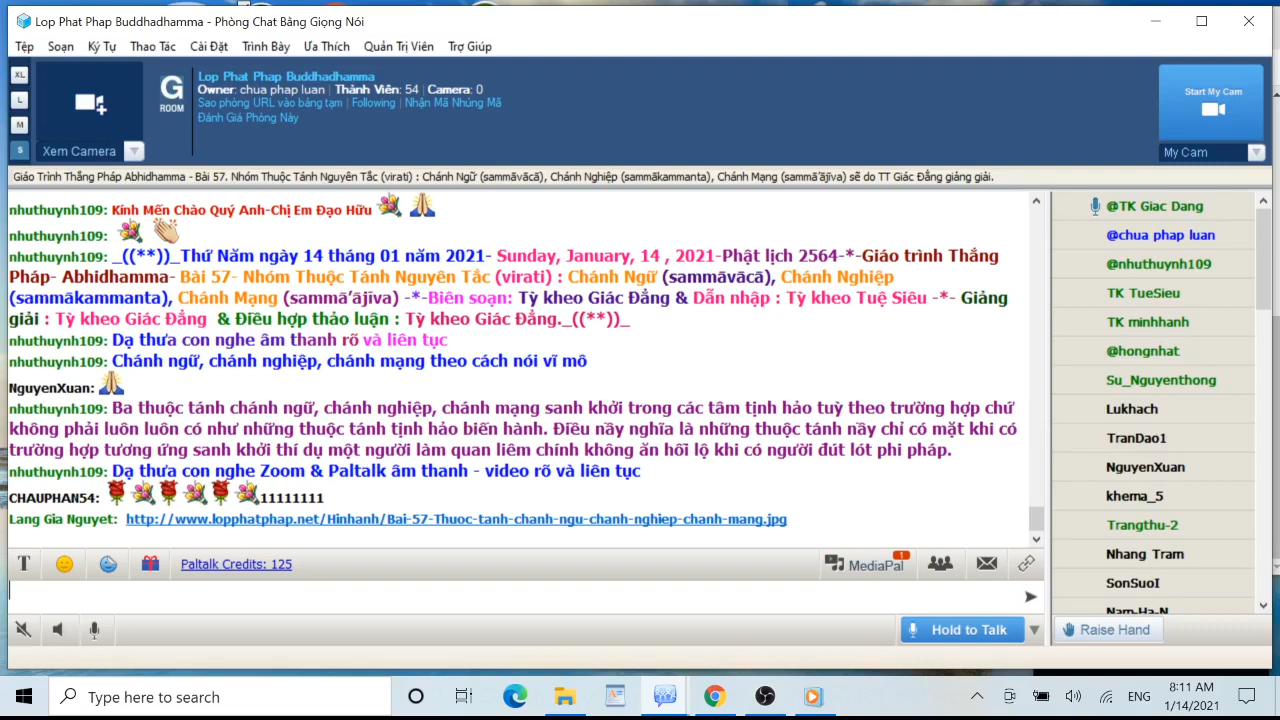 Lop Phat Phap Buddhadhamma - Phòng Chat Bằng Giọng Nói
Tệp Soạn Ký Tự Thao Tác Cài Đặt Trình Bày Ưa Thích Quản Trị Viên Trợ Giúp
XL
L
M
S
Xem Camera
G
ROOM
Lop Phat Phap Buddhadhamma
Owner: chua phap luan | Thành Viên: 54 | Camera: 0
Sao phòng URL vào bảng tạm | Following | Nhận Mã Nhúng Mã
Đánh Giá Phòng Này
Start My Cam
My Cam
Giáo Trình Thắng Pháp Abhidhamma - Bài 57. Nhóm Thuộc Tánh Nguyên Tắc (virati) : Chánh Ngữ (sammāvācā), Chánh Nghiệp (sammākammanta), Chánh Mạng (sammā’ājīva) sẽ do TT Giác Đẳng giảng giải.
nhuthuynh109: Kính Mến Chào Quý Anh-Chị Em Đạo Hữu
nhuthuynh109:
nhuthuynh109: _((**))_Thứ Năm ngày 14 tháng 01 năm 2021- Sunday, January, 14 , 2021-Phật lịch 2564-*-Giáo trình Thắng
Pháp- Abhidhamma- Bài 57- Nhóm Thuộc Tánh Nguyên Tắc (virati) : Chánh Ngữ (sammāvācā), Chánh Nghiệp
(sammākammanta), Chánh Mạng (sammā’ājīva) -*-Biên soạn: Tỳ kheo Giác Đẳng & Dẫn nhập : Tỳ kheo Tuệ Siêu -*- Giảng
giải : Tỳ kheo Giác Đẳng & Điều hợp thảo luận : Tỳ kheo Giác Đẳng._((**))_
nhuthuynh109: Dạ thưa con nghe âm thanh rõ và liên tục
nhuthuynh109: Chánh ngữ, chánh nghiệp, chánh mạng theo cách nói vĩ mô
NguyenXuan:
nhuthuynh109: Ba thuộc tánh chánh ngữ, chánh nghiệp, chánh mạng sanh khởi trong các tâm tịnh hảo tuỳ theo trường hợp chứ
không phải luôn luôn có như những thuộc tánh tịnh hảo biến hành. Điều nầy nghĩa là những thuộc tánh nầy chỉ có mặt khi có
trường hợp tương ứng sanh khởi thí dụ một người làm quan liêm chính không ăn hối lộ khi có người đút lót phi pháp.
nhuthuynh109: Dạ thưa con nghe Zoom & Paltalk âm thanh - video rõ và liên tục
CHAUPHAN54: 11111111
Lang Gia Nguyet: http://www.lopphatphap.net/Hinhanh/Bai-57-Thuoc-tanh-chanh-ngu-chanh-nghiep-chanh-mang.jpg
@TK Giac Dang
@chua phap luan
@nhuthuynh109
TK TueSieu
TK minhhanh
@hongnhat
Su_Nguyenthong
Lukhach
TranDao1
NguyenXuan
khema_5
Trangthu-2
Nhang Tram
SonSuoI
Nam-Ha-N
T
Paltalk Credits: 125
MediaPal 1
Hold to Talk
Raise Hand
Type here to search
ENG
8:11 AM
1/14/2021